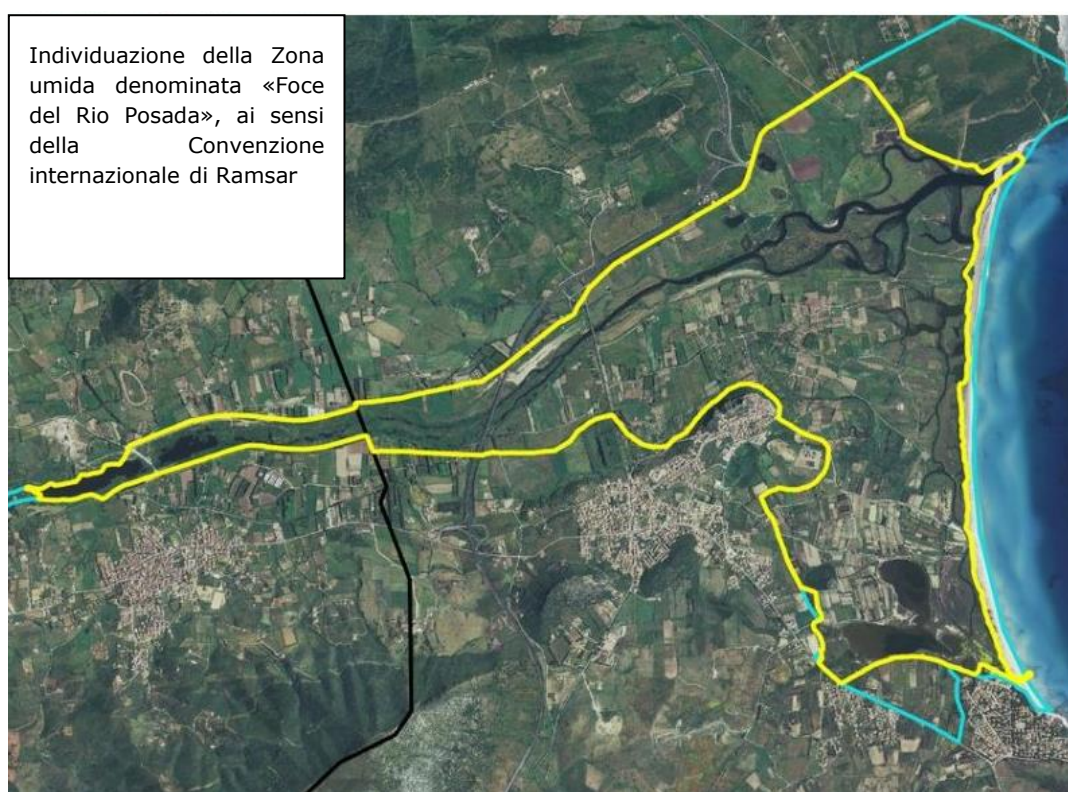 Individuazione della Zona
umida denominata «Foce
del Rio Posada», ai sensi
della Convenzione
internazionale di Ramsar